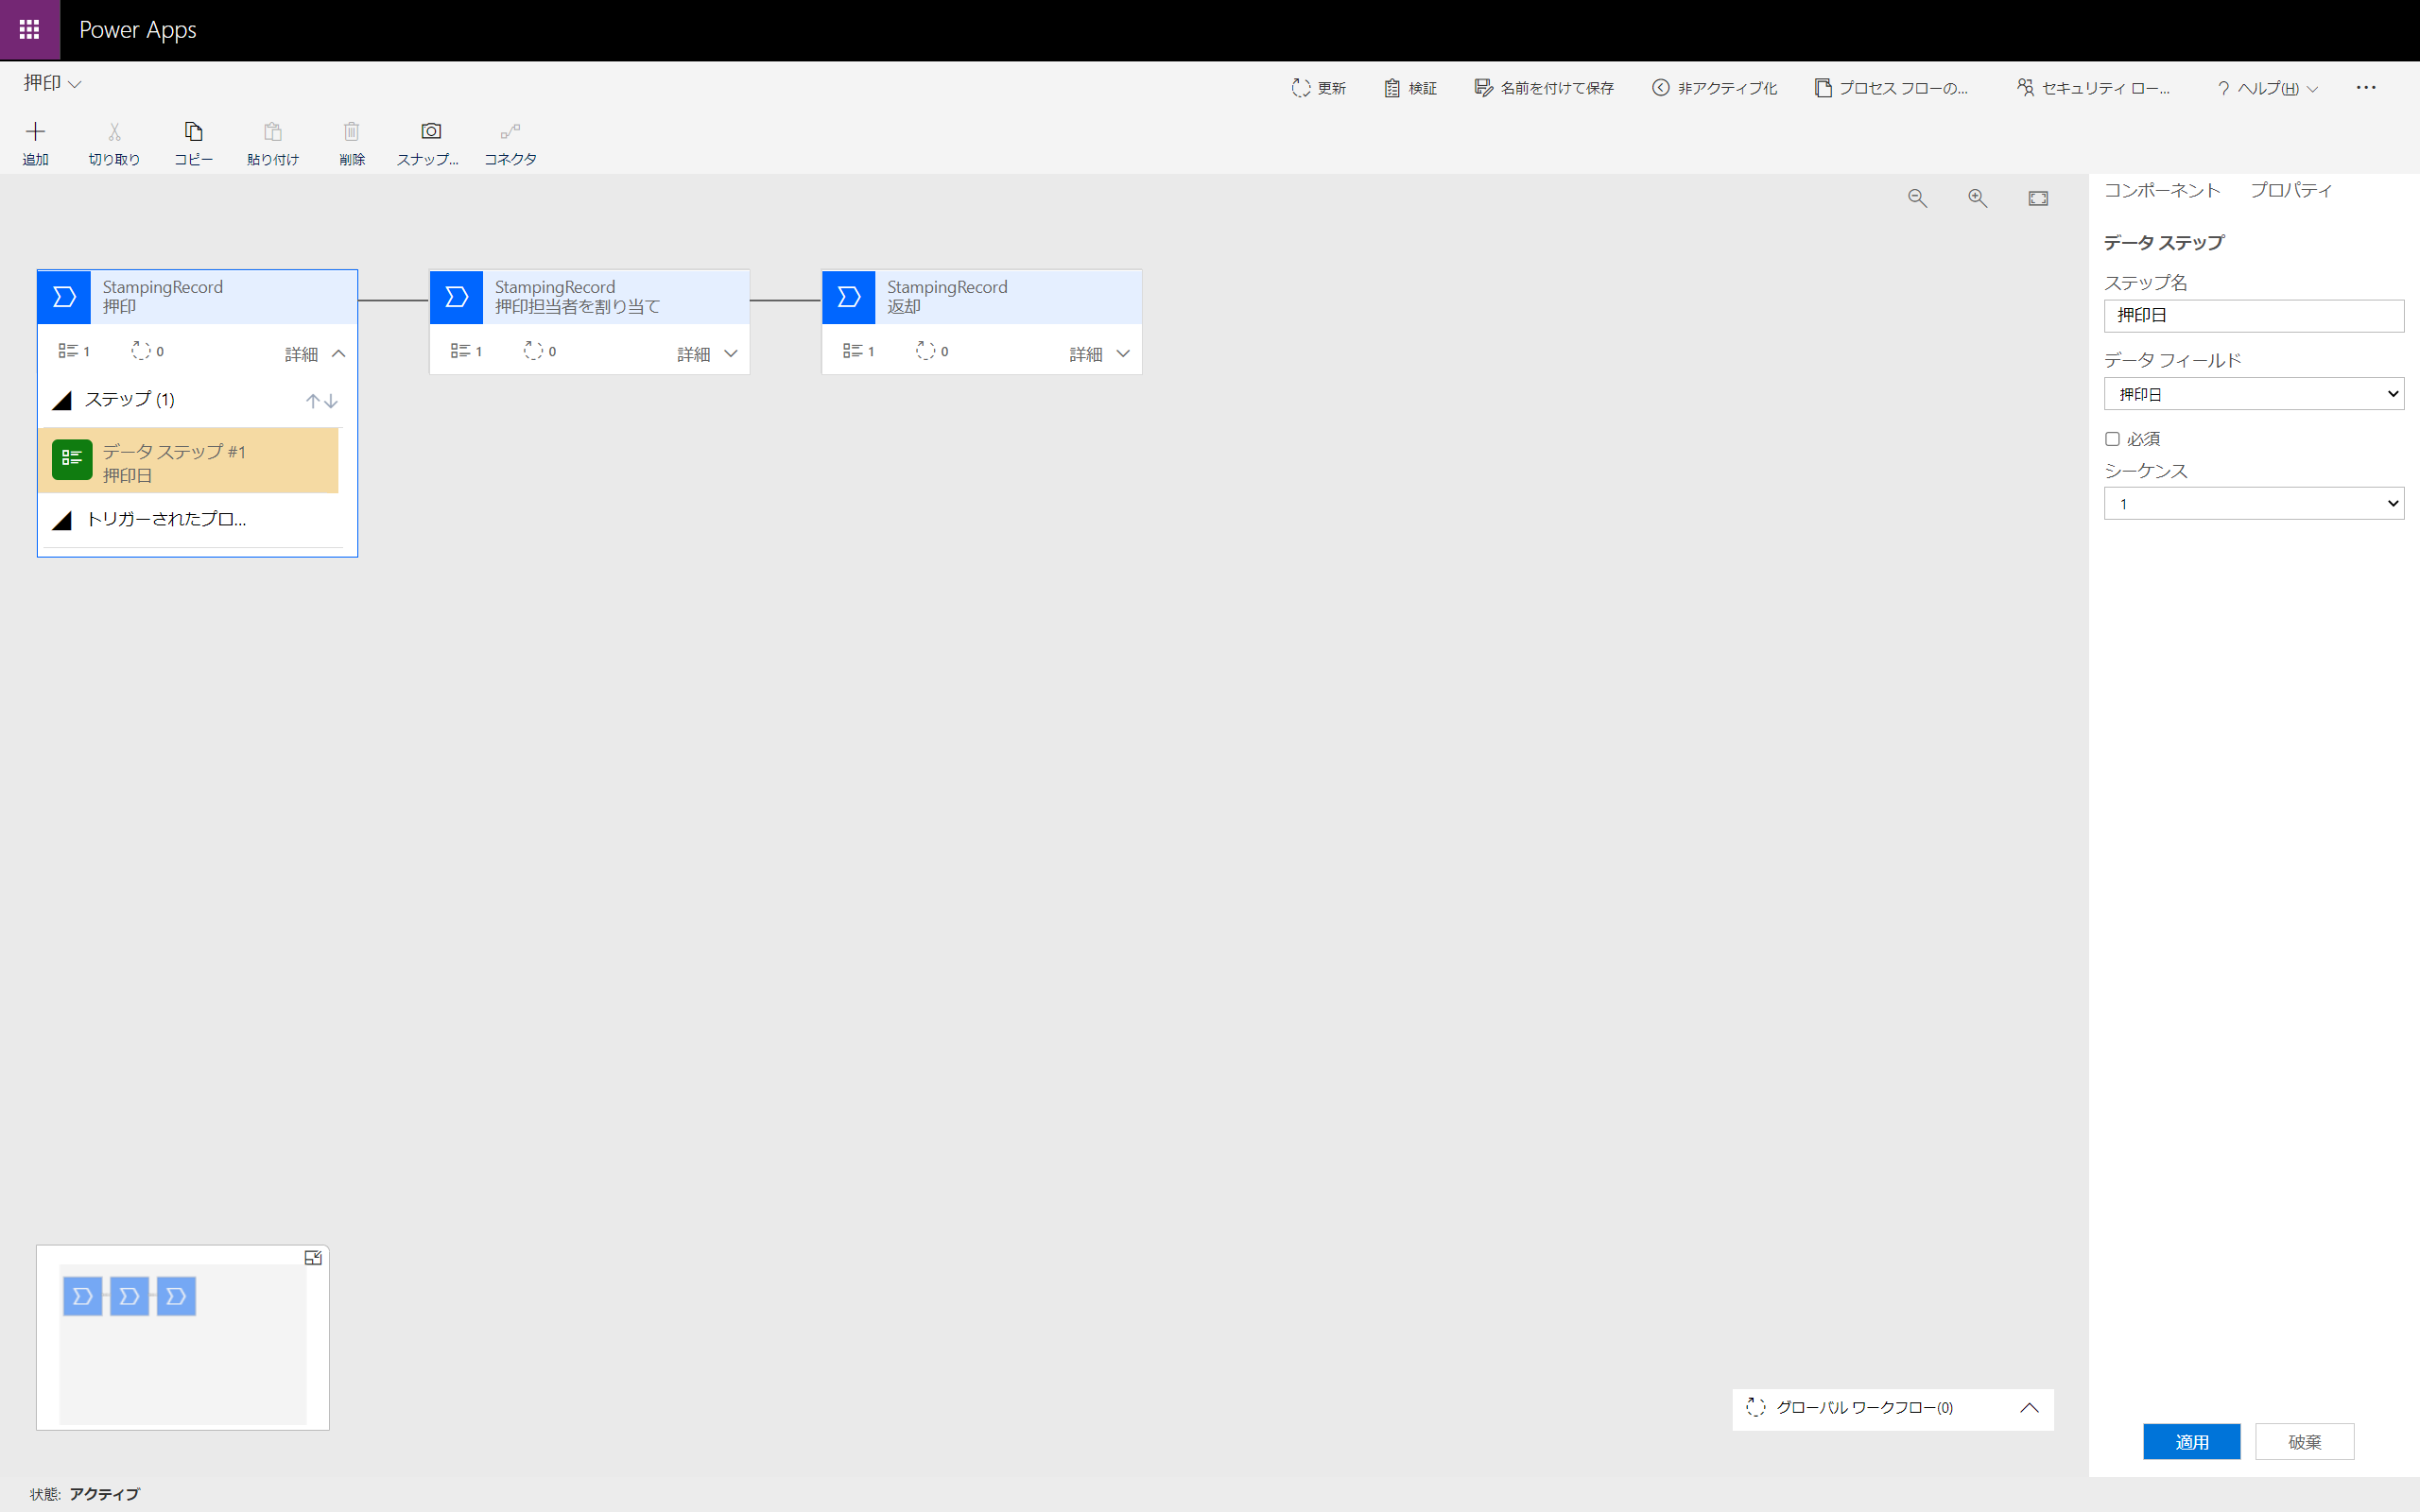 Power Apps
押印
更新
検証
名前を付けて保存
非アクティブ化
プロセス フローの...
セキュリティ ロー...
? ヘルプ(H)
追加
切り取り
コピー
貼り付け
削除
スナップ...
コネクタ
コンポーネント
プロパティ
StampingRecord
押印
1
0
詳細
ステップ (1)
データ ステップ #1
押印日
トリガーされたプロ...
StampingRecord
押印担当者を割り当て
1
0
詳細
StampingRecord
返却
1
0
詳細
データ ステップ
ステップ名
押印日
データ フィールド
押印日
必須
シーケンス
1
グローバル ワークフロー(0)
適用
破棄
状態: アクティブ